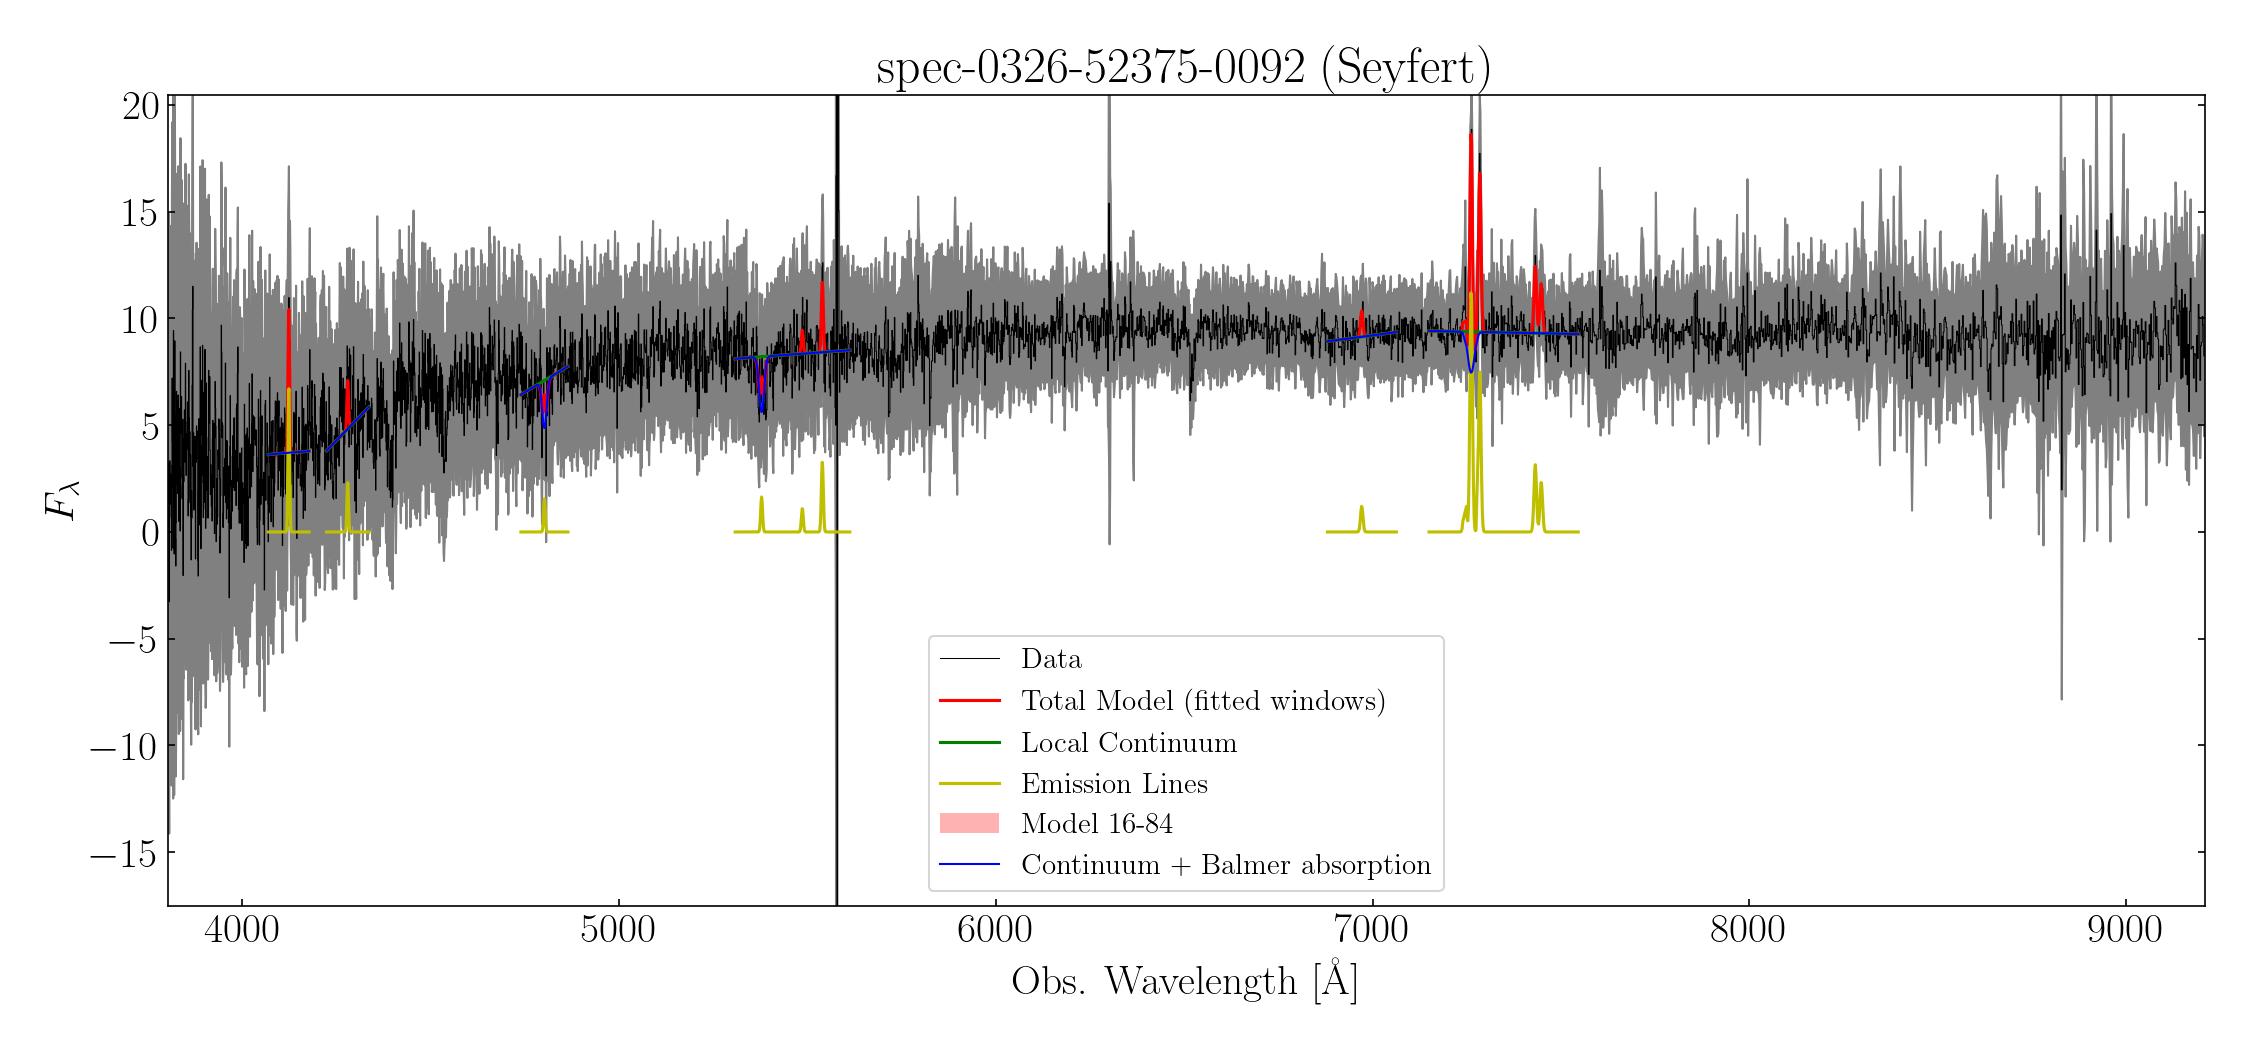 spec-0326-52375-0092 (Seyfert)
20
15
10
5
0
−5
−10
−15
F_λ
Data
Total Model (fitted windows)
Local Continuum
Emission Lines
Model 16-84
Continuum + Balmer absorption
4000 5000 6000 7000 8000 9000
Obs. Wavelength [Å]